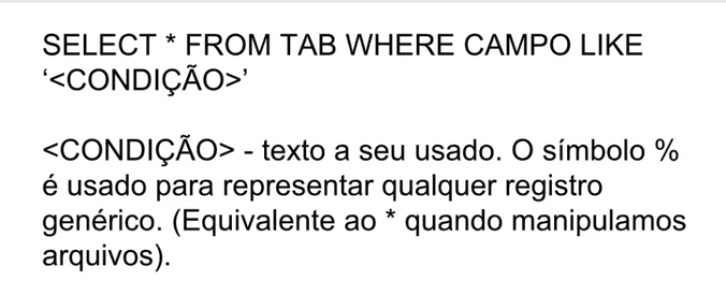 SELECT * FROM TAB WHERE CAMPO LIKE
‘<CONDIÇÃO>’
<CONDIÇÃO> - texto a seu usado. O símbolo %
é usado para representar qualquer registro
genérico. (Equivalente ao * quando manipulamos
arquivos).